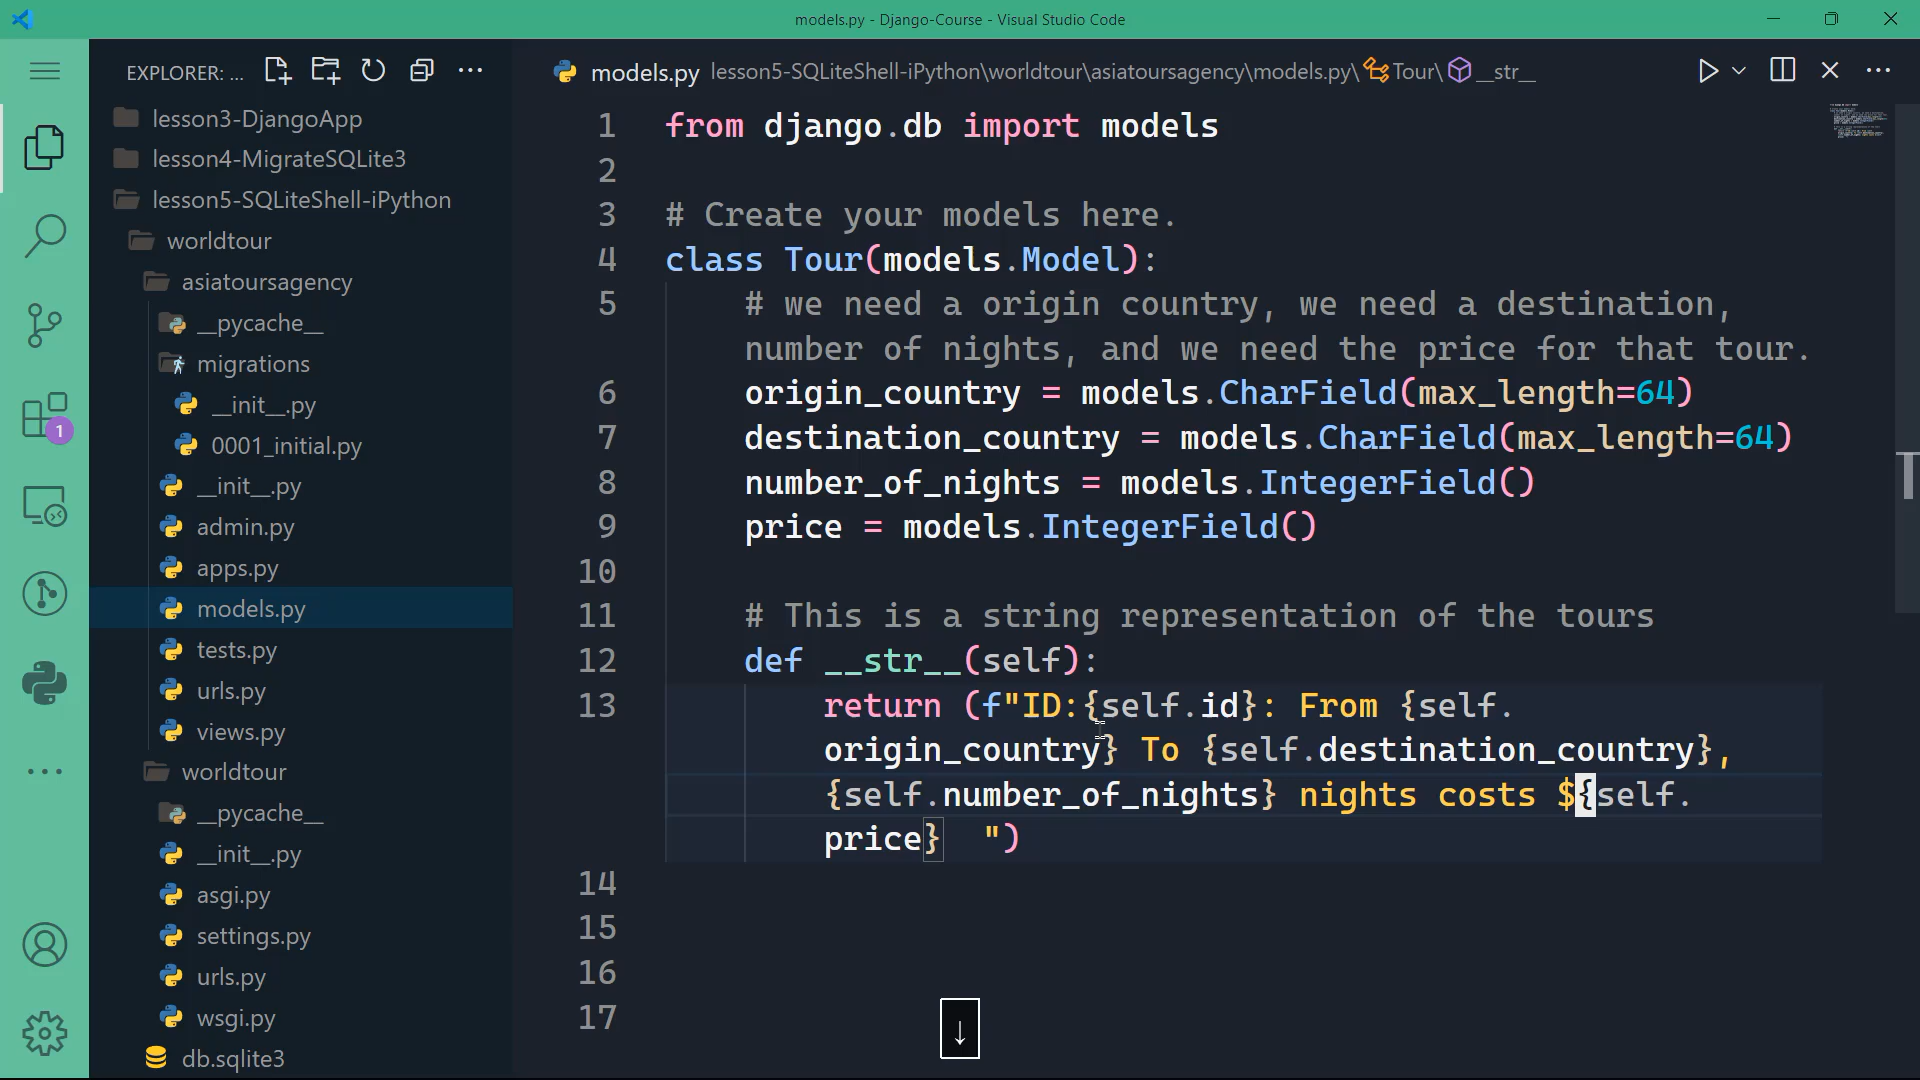 models.py - Django-Course - Visual Studio Code
EXPLORER: ...
models.py lesson5-SQLiteShell-iPython\worldtour\asiatoursagency\models.py\ Tour\ __str__
lesson3-DjangoApp
lesson4-MigrateSQLite3
lesson5-SQLiteShell-iPython
worldtour
asiatoursagency
__pycache__
migrations
__init__.py
0001_initial.py
__init__.py
admin.py
apps.py
models.py
tests.py
urls.py
views.py
worldtour
__pycache__
__init__.py
asgi.py
settings.py
urls.py
wsgi.py
db.sqlite3
1
1 from django.db import models
2
3 # Create your models here.
4 class Tour(models.Model):
5 # we need a origin country, we need a destination,
number of nights, and we need the price for that tour.
6 origin_country = models.CharField(max_length=64)
7 destination_country = models.CharField(max_length=64)
8 number_of_nights = models.IntegerField()
9 price = models.IntegerField()
10
11 # This is a string representation of the tours
12 def __str__(self):
13 return (f"ID:{self.id}: From {self.
origin_country} To {self.destination_country},
{self.number_of_nights} nights costs ${self.
price}  ")
14
15
16
17
↓